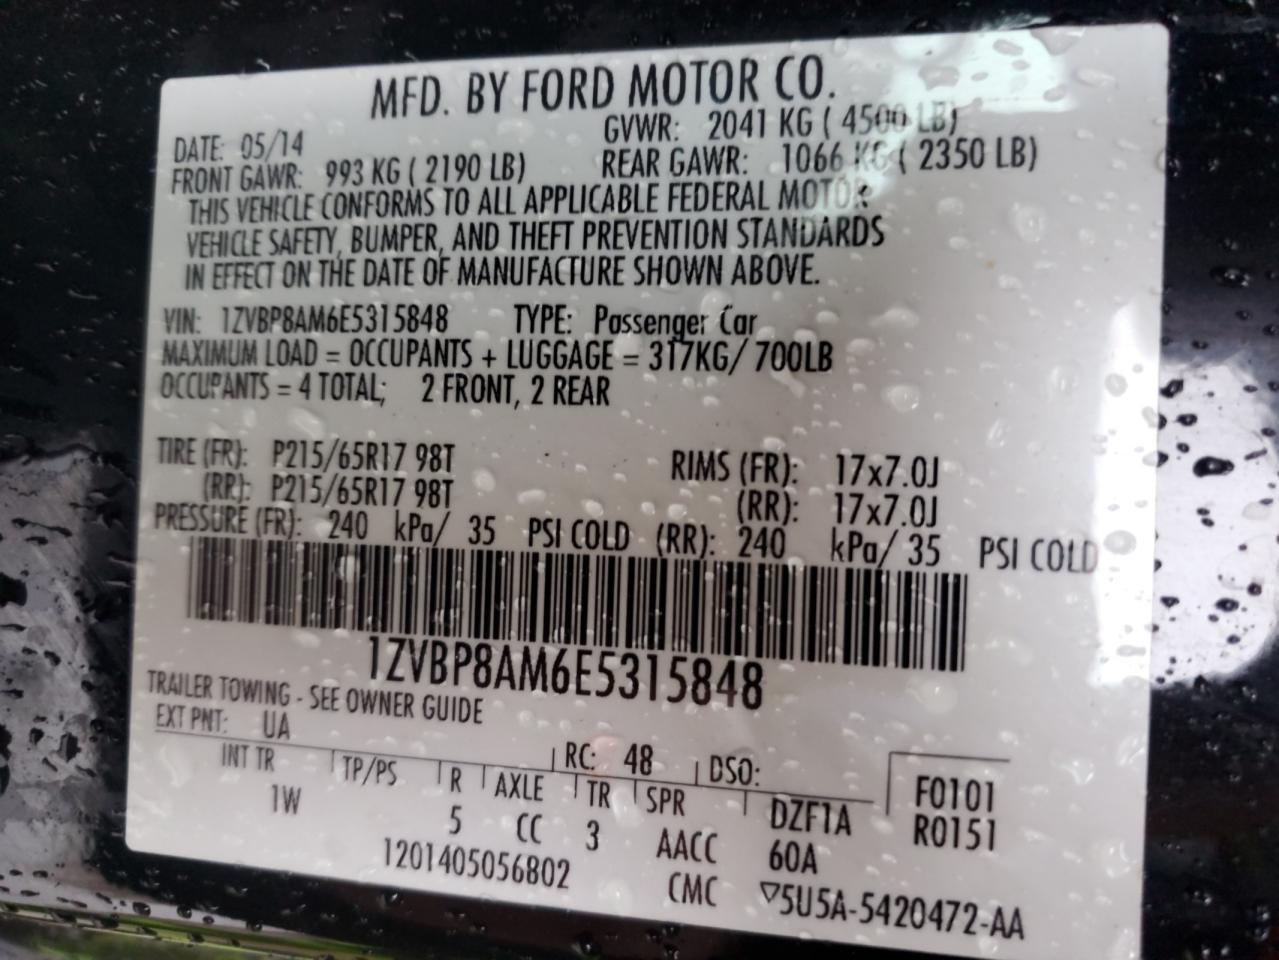 MFD. BY FORD MOTOR CO.
DATE: 05/14 GVWR: 2041 KG ( 4500 LB)
FRONT GAWR: 993 KG ( 2190 LB) REAR GAWR: 1066 KG ( 2350 LB)
THIS VEHICLE CONFORMS TO ALL APPLICABLE FEDERAL MOTOR
VEHICLE SAFETY, BUMPER, AND THEFT PREVENTION STANDARDS
IN EFFECT ON THE DATE OF MANUFACTURE SHOWN ABOVE.
VIN: 1ZVBP8AM6E5315848 TYPE: Passenger Car
MAXIMUM LOAD = OCCUPANTS + LUGGAGE = 317KG/ 700LB
OCCUPANTS = 4 TOTAL; 2 FRONT, 2 REAR
TIRE (FR): P215/65R17 98T RIMS (FR): 17x7.0J
(RR): P215/65R17 98T (RR): 17x7.0J
PRESSURE (FR): 240 kPa/ 35 PSI COLD (RR): 240 kPa/ 35 PSI COLD
1ZVBP8AM6E5315848
TRAILER TOWING - SEE OWNER GUIDE
EXT PNT: UA RC: 48 DSO:
INT TR TP/PS R AXLE TR SPR DZF1A F0101
1W 5 CC 3 AACC 60A R0151
1201405056802 CMC ▽5U5A-5420472-AA